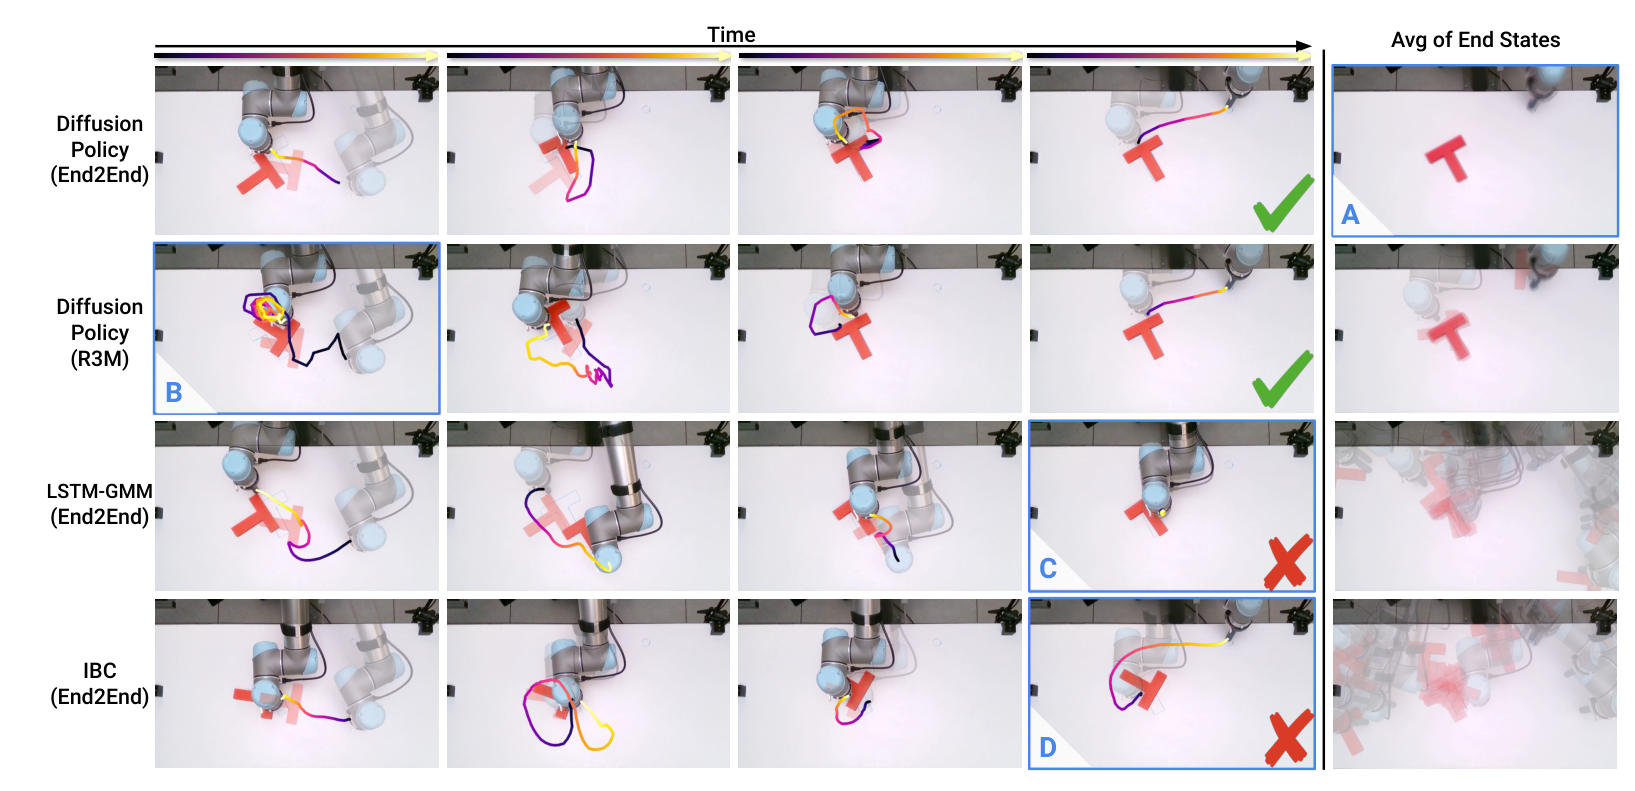 Time
Avg of End States
Diffusion
Policy
(End2End)
A
Diffusion
Policy
(R3M)
B
LSTM-GMM
(End2End)
C
IBC
(End2End)
D